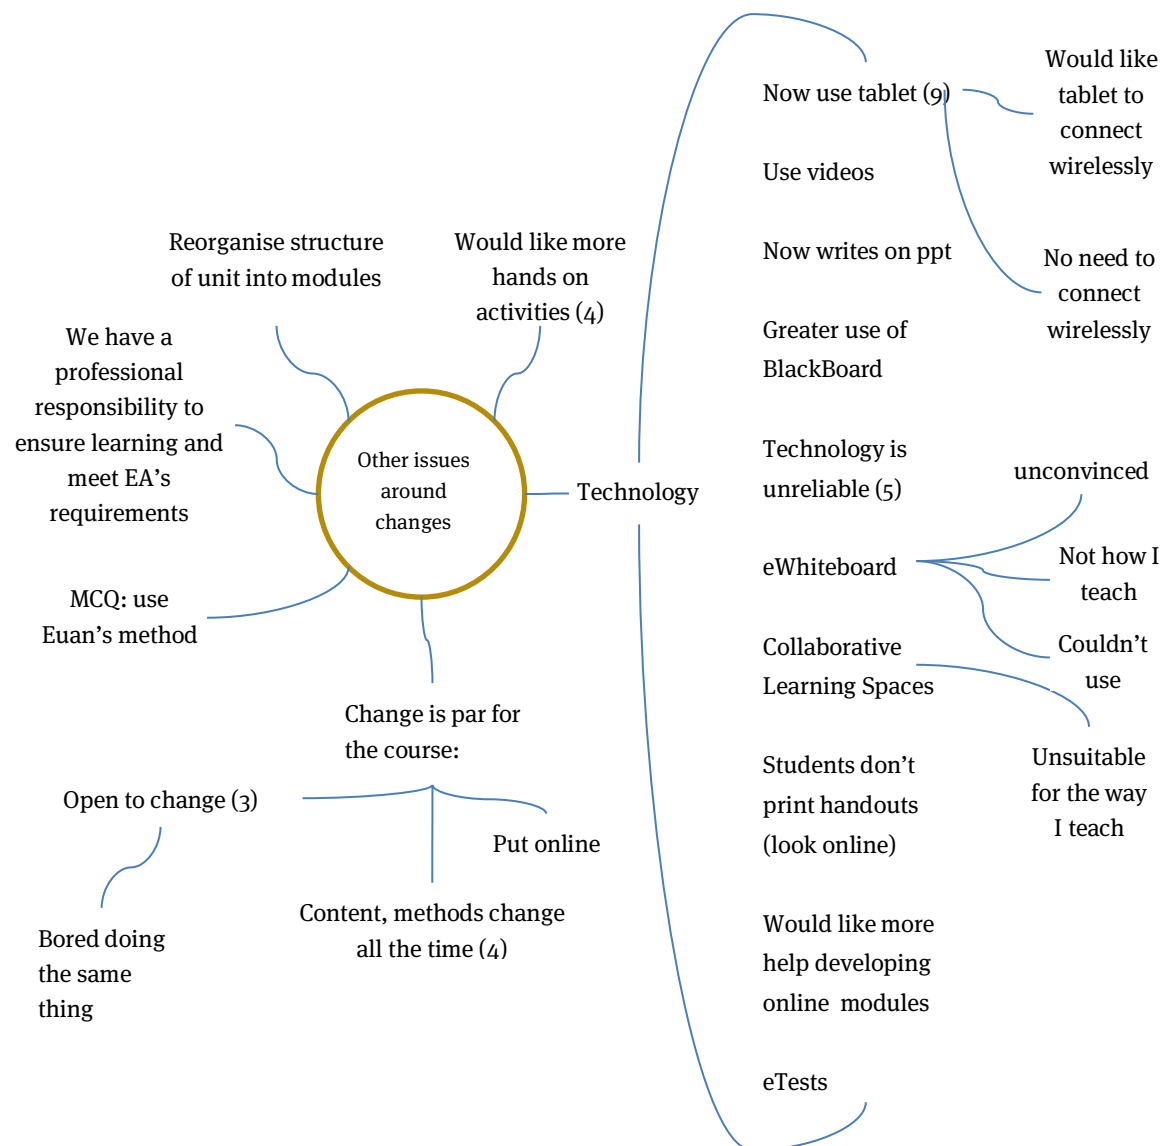 Reorganise structure
of unit into modules
Would like more
hands on
activities (4)
We have a
professional
responsibility to
ensure learning and
meet EA’s
requirements
Other issues
around
changes
MCQ: use
Euan’s method
Change is par for
the course:
Open to change (3)
Bored doing
the same
thing
Content, methods change
all the time (4)
Put online
Technology
Now use tablet (9)
Would like
tablet to
connect
wirelessly
No need to
connect
wirelessly
Use videos
Now writes on ppt
Greater use of
BlackBoard
Technology is
unreliable (5)
eWhiteboard
unconvinced
Not how I
teach
Couldn’t
use
Collaborative
Learning Spaces
Unsuitable
for the way
I teach
Students don’t
print handouts
(look online)
Would like more
help developing
online modules
eTests